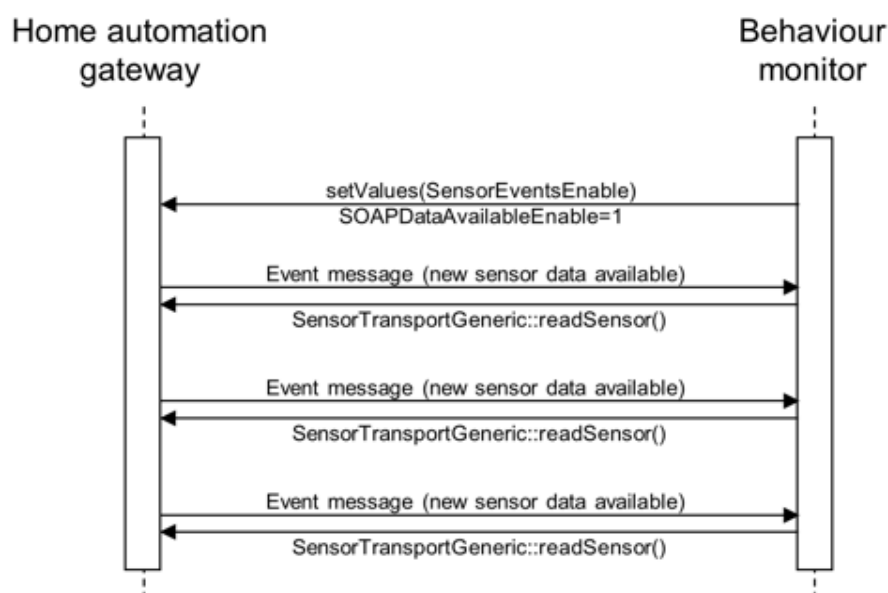 Home automation
gateway
Behaviour
monitor
setValues(SensorEventsEnable)
SOAPDataAvailableEnable=1
Event message (new sensor data available)
SensorTransportGeneric::readSensor()
Event message (new sensor data available)
SensorTransportGeneric::readSensor()
Event message (new sensor data available)
SensorTransportGeneric::readSensor()